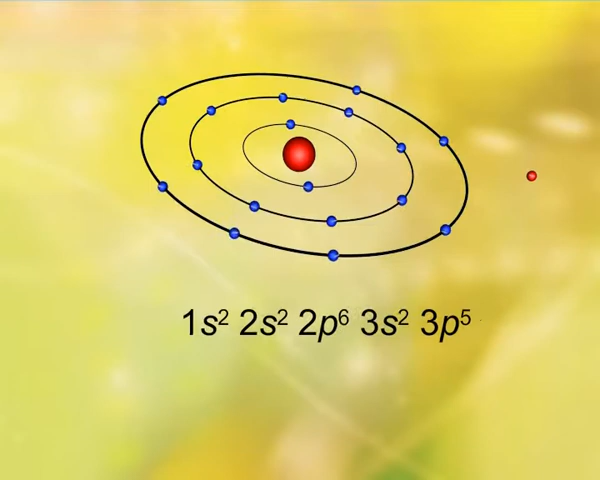 1s² 2s² 2p⁶ 3s² 3p⁵